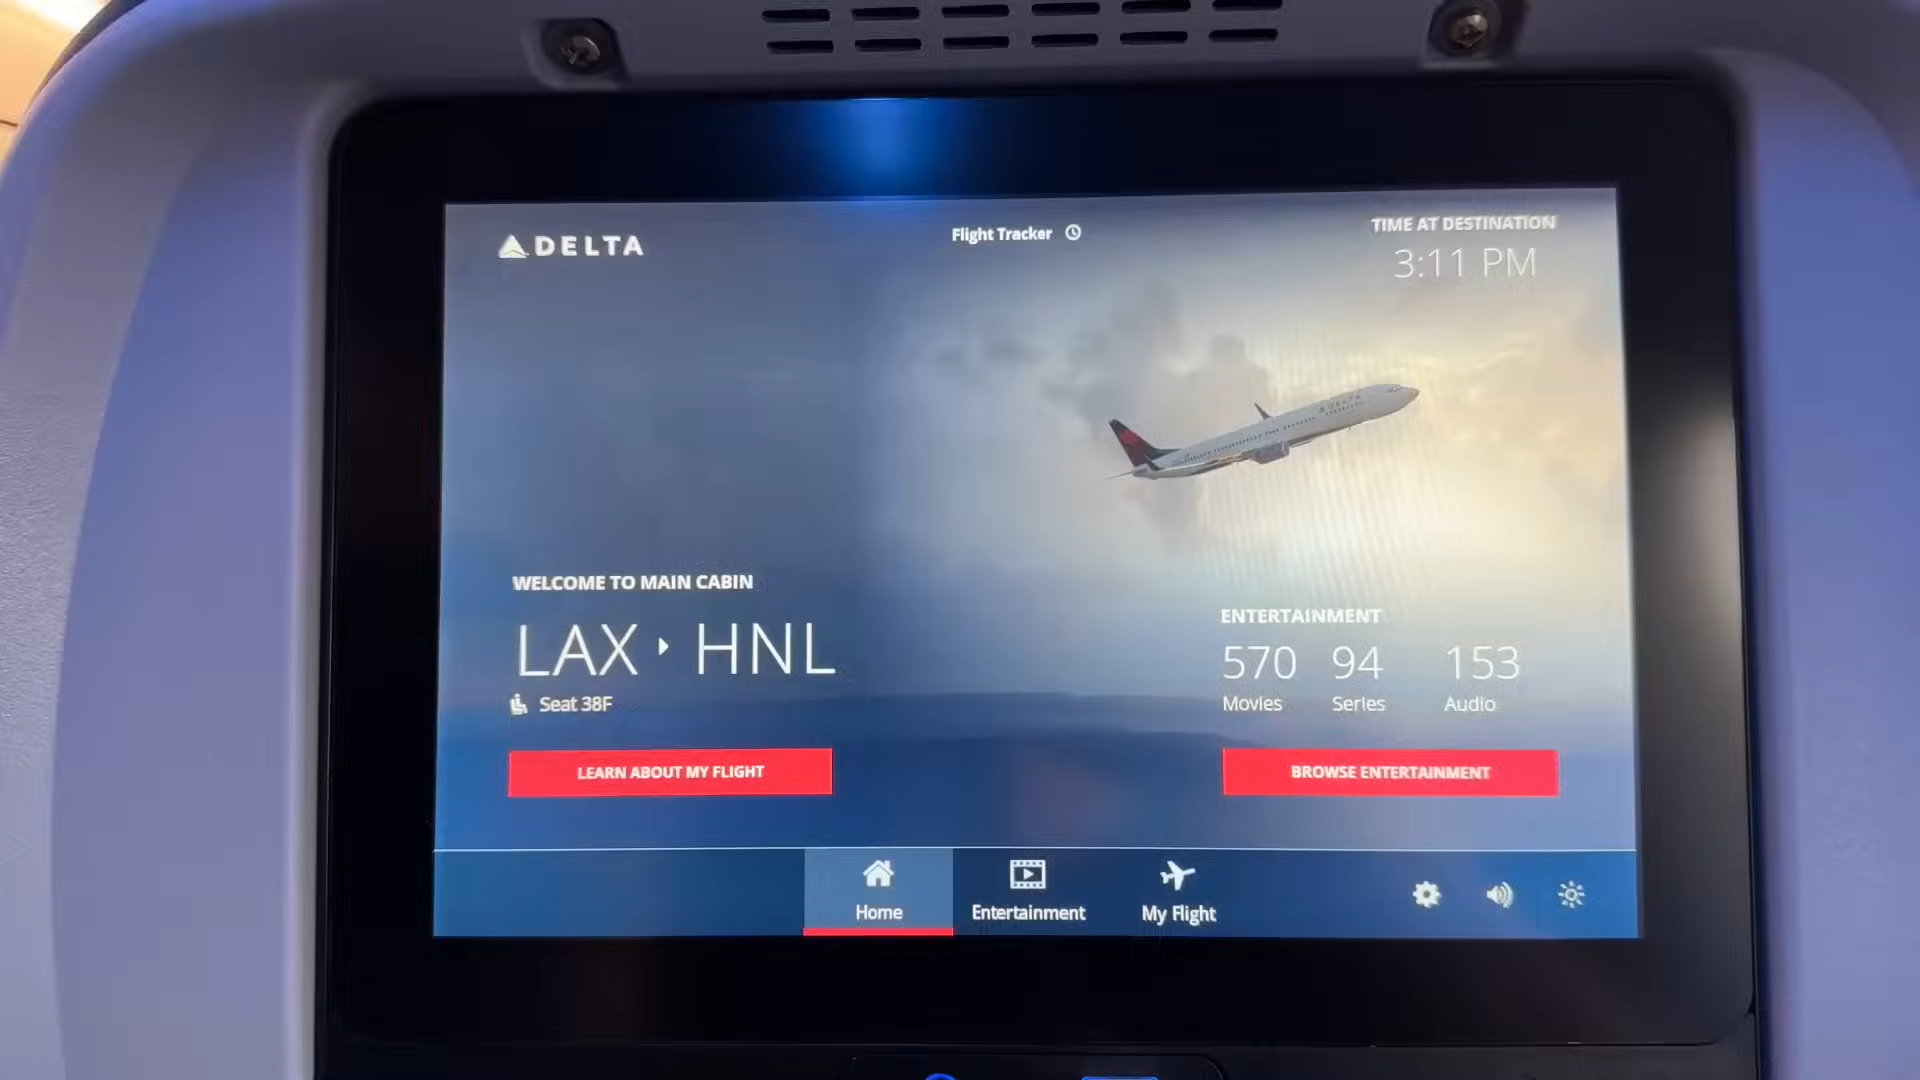 DELTA
Flight Tracker
TIME AT DESTINATION
3:11 PM
DELTA
WELCOME TO MAIN CABIN
LAX HNL
Seat 38F
LEARN ABOUT MY FLIGHT
ENTERTAINMENT
570 94 153
Movies Series Audio
BROWSE ENTERTAINMENT
Home
Entertainment
My Flight